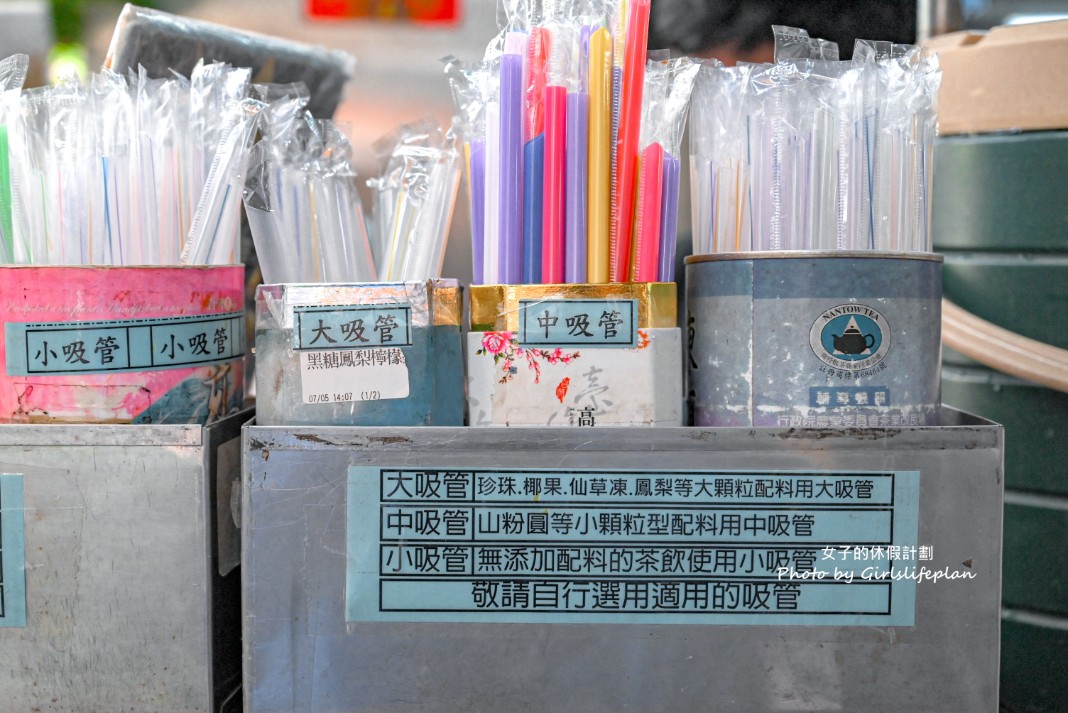 小吸管 小吸管
大吸管
黑糖鳳梨檸檬
07/05 14:07 (1/2)
中吸管
高
NANTOW TEA
大吸管 珍珠.椰果.仙草凍.鳳梨等大顆粒配料用大吸管
中吸管 山粉圓等小顆粒型配料用中吸管
小吸管 無添加配料的茶飲使用小吸管
敬請自行選用適用的吸管
女子的休假計劃
Photo by Girlslifeplan